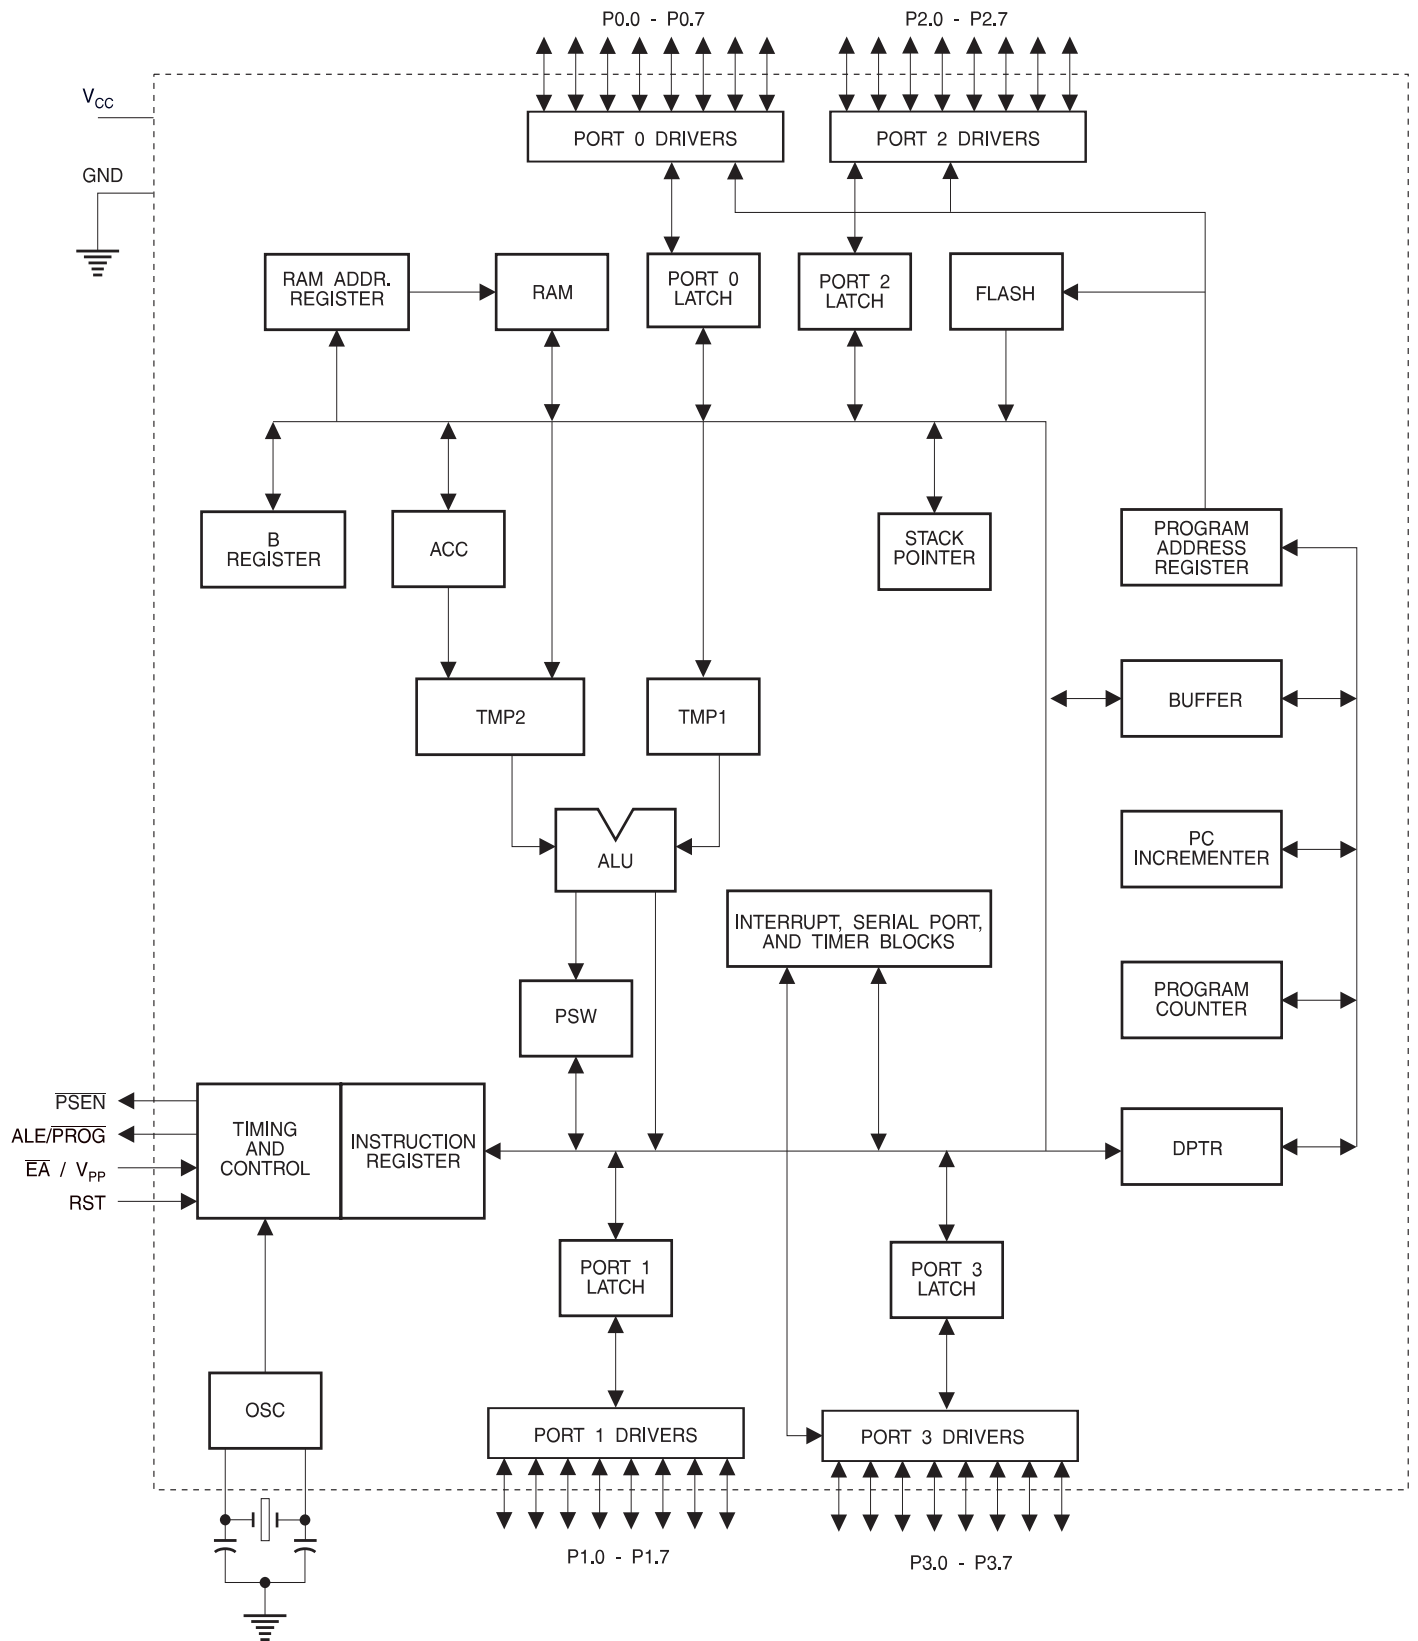 P0.0 - P0.7
P2.0 - P2.7
VCC
PORT 0 DRIVERS
PORT 2 DRIVERS
GND
RAM ADDR.
REGISTER
RAM
PORT 0
LATCH
PORT 2
LATCH
FLASH
B
REGISTER
ACC
STACK
POINTER
PROGRAM
ADDRESS
REGISTER
TMP2
TMP1
BUFFER
ALU
PC
INCREMENTER
INTERRUPT, SERIAL PORT,
AND TIMER BLOCKS
PSW
PROGRAM
COUNTER
PSEN
ALE/PROG
EA / VPP
RST
TIMING
AND
CONTROL
INSTRUCTION
REGISTER
DPTR
PORT 1
LATCH
PORT 3
LATCH
OSC
PORT 1 DRIVERS
PORT 3 DRIVERS
P1.0 - P1.7
P3.0 - P3.7